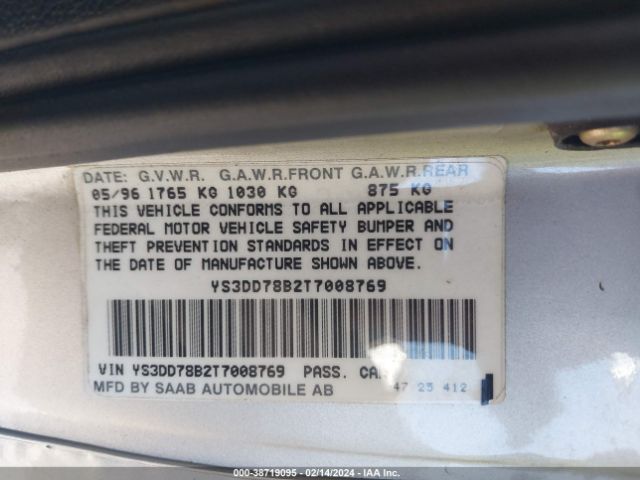 DATE: G.V.W.R. G.A.W.R.FRONT G.A.W.R.REAR
05/96 1765 KG 1030 KG 875 KG
THIS VEHICLE CONFORMS TO ALL APPLICABLE
FEDERAL MOTOR VEHICLE SAFETY BUMPER AND
THEFT PREVENTION STANDARDS IN EFFECT ON
THE DATE OF MANUFACTURE SHOWN ABOVE.
YS3DD78B2T7008769
VIN YS3DD78B2T7008769 PASS. CAR
MFD BY SAAB AUTOMOBILE AB 47 25 412
00-38719095 - 02/14/2024 - IAA Inc.